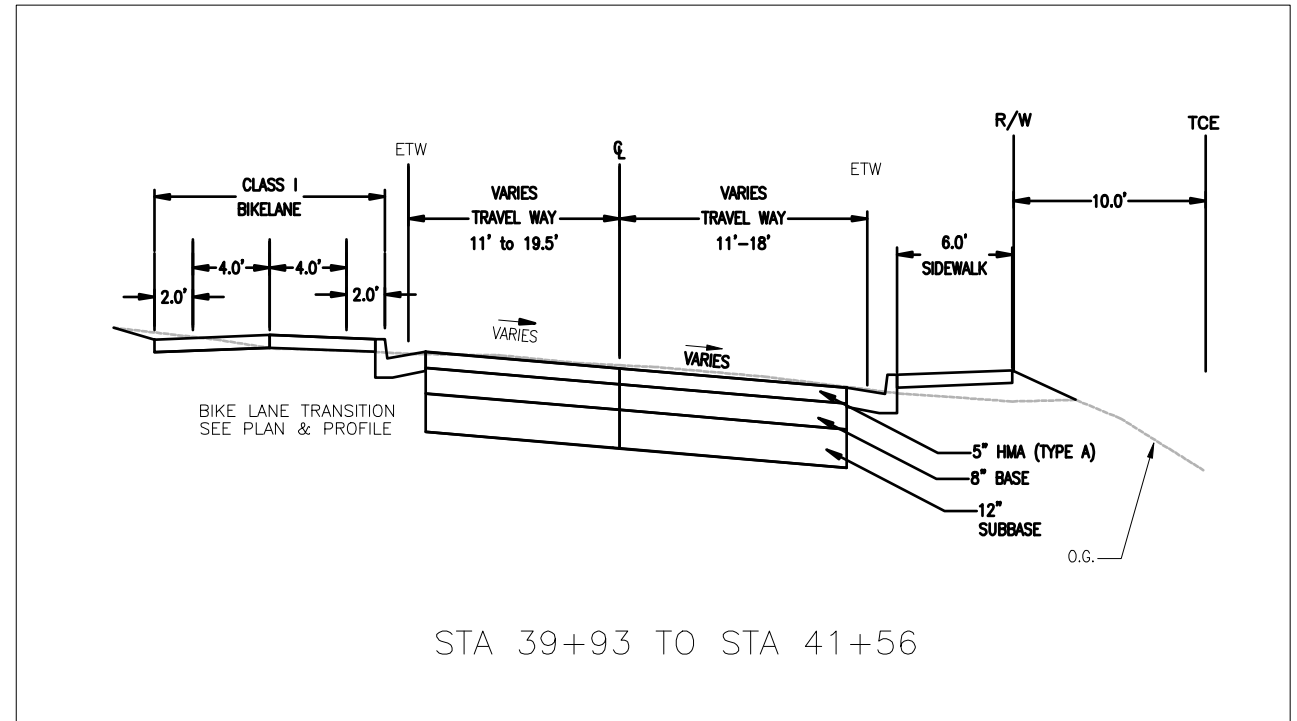 R/W
TCE
ETW
℄
ETW
CLASS I
BIKELANE
VARIES
TRAVEL WAY
11' to 19.5'
VARIES
TRAVEL WAY
11'-18'
10.0'
6.0'
SIDEWALK
4.0'
4.0'
2.0'
2.0'
VARIES
VARIES
BIKE LANE TRANSITION
SEE PLAN & PROFILE
5" HMA (TYPE A)
8" BASE
12"
SUBBASE
O.G.
STA 39+93 TO STA 41+56